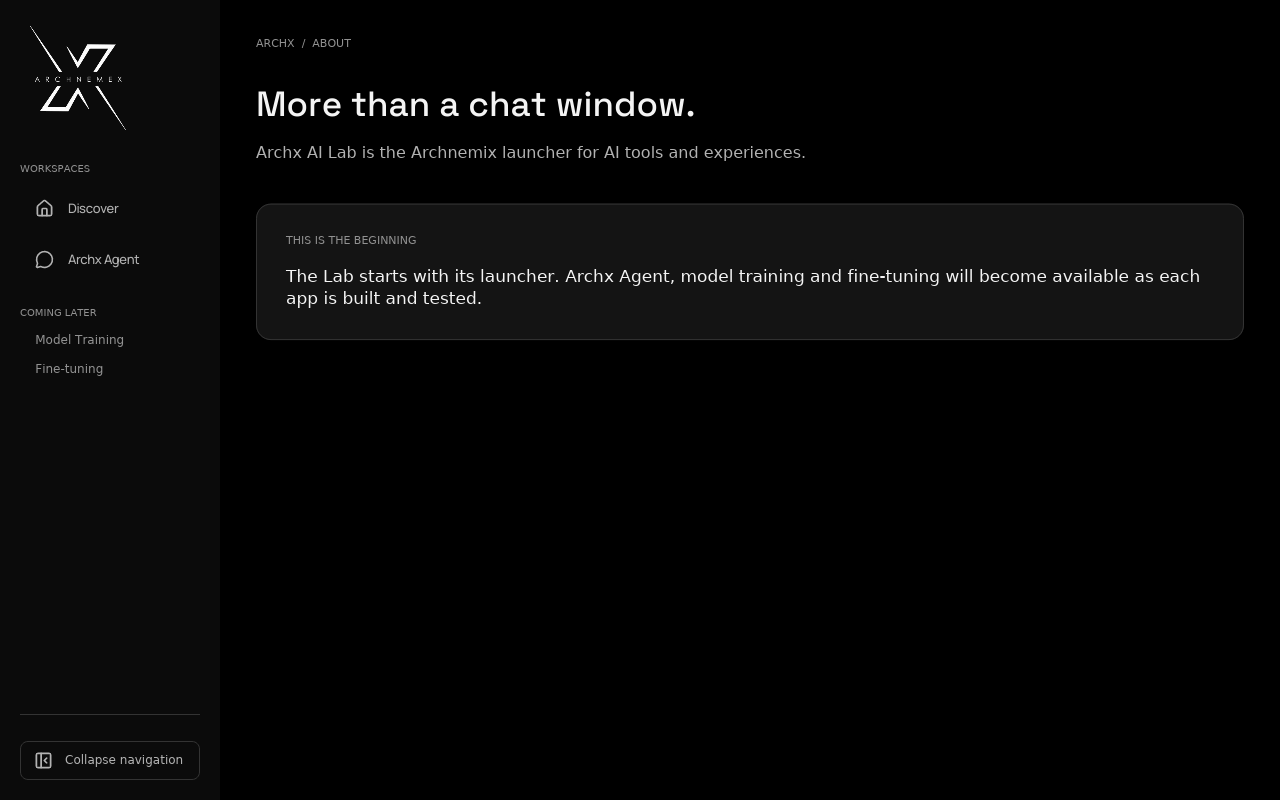 ARCHNEMEX
WORKSPACES
Discover
Archx Agent
COMING LATER
Model Training
Fine-tuning
Collapse navigation
ARCHX / ABOUT
More than a chat window.
Archx AI Lab is the Archnemix launcher for AI tools and experiences.
THIS IS THE BEGINNING
The Lab starts with its launcher. Archx Agent, model training and fine-tuning will become available as each
app is built and tested.